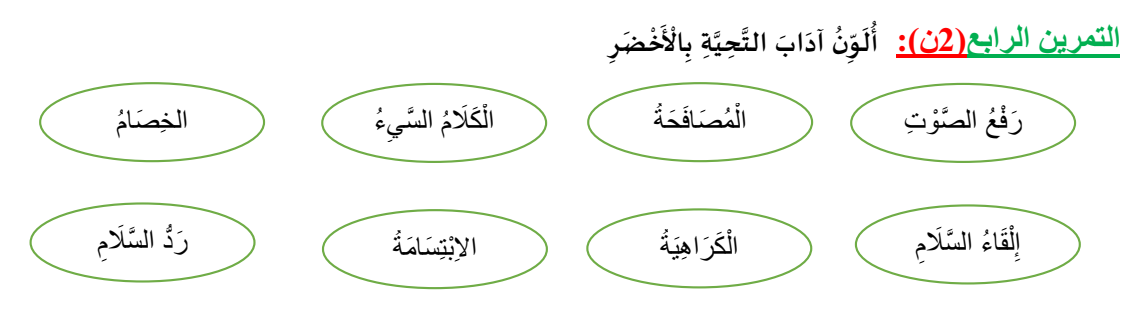 التمرين الرابع(2ن): أُلَوِّنُ آدَابَ التَّحِيَّةِ بِالْأَخْضَرِ
رَفْعُ الصَّوْتِ الْمُصَافَحَةُ الْكَلَامُ السَّيِءُ الخِصَامُ
إِلْقَاءُ السَّلَامِ الْكَرَاهِيَةُ الاِبْتِسَامَةُ رَدُّ السَّلَامِ